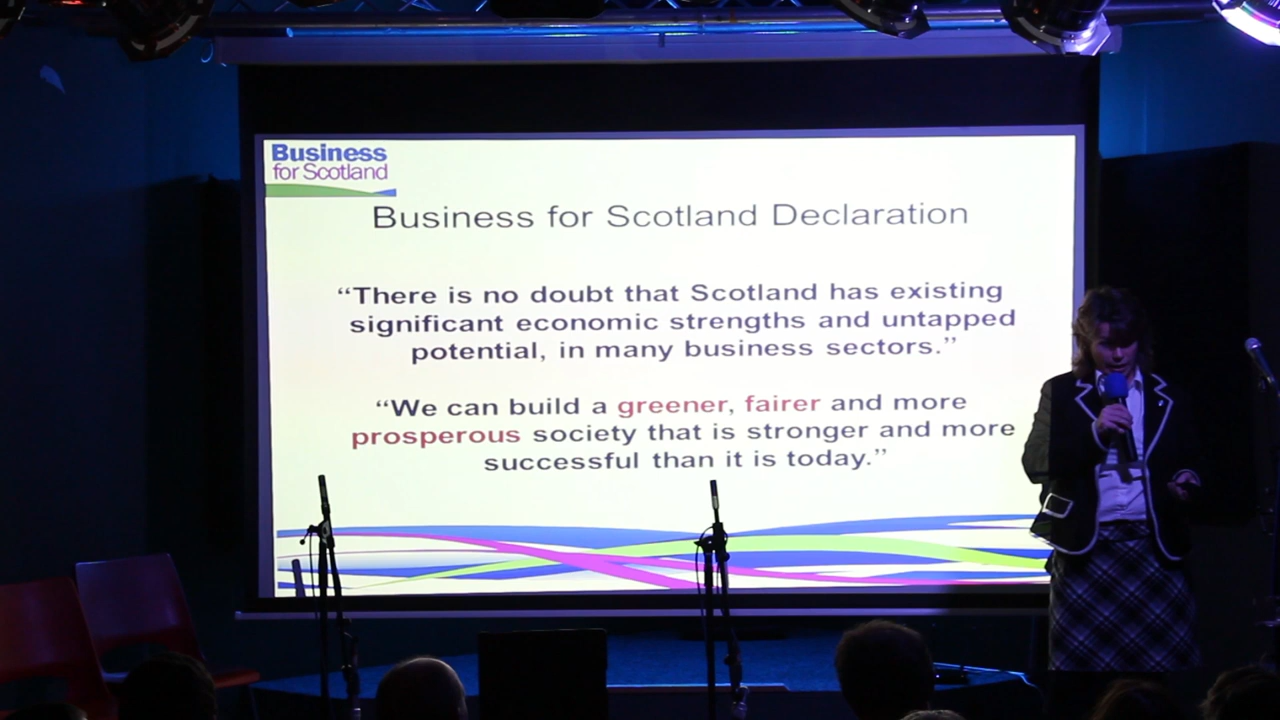 Business
for Scotland
Business for Scotland Declaration
“There is no doubt that Scotland has existing
significant economic strengths and untapped
potential, in many business sectors.”
“We can build a greener, fairer and more
prosperous society that is stronger and more
successful than it is today.”